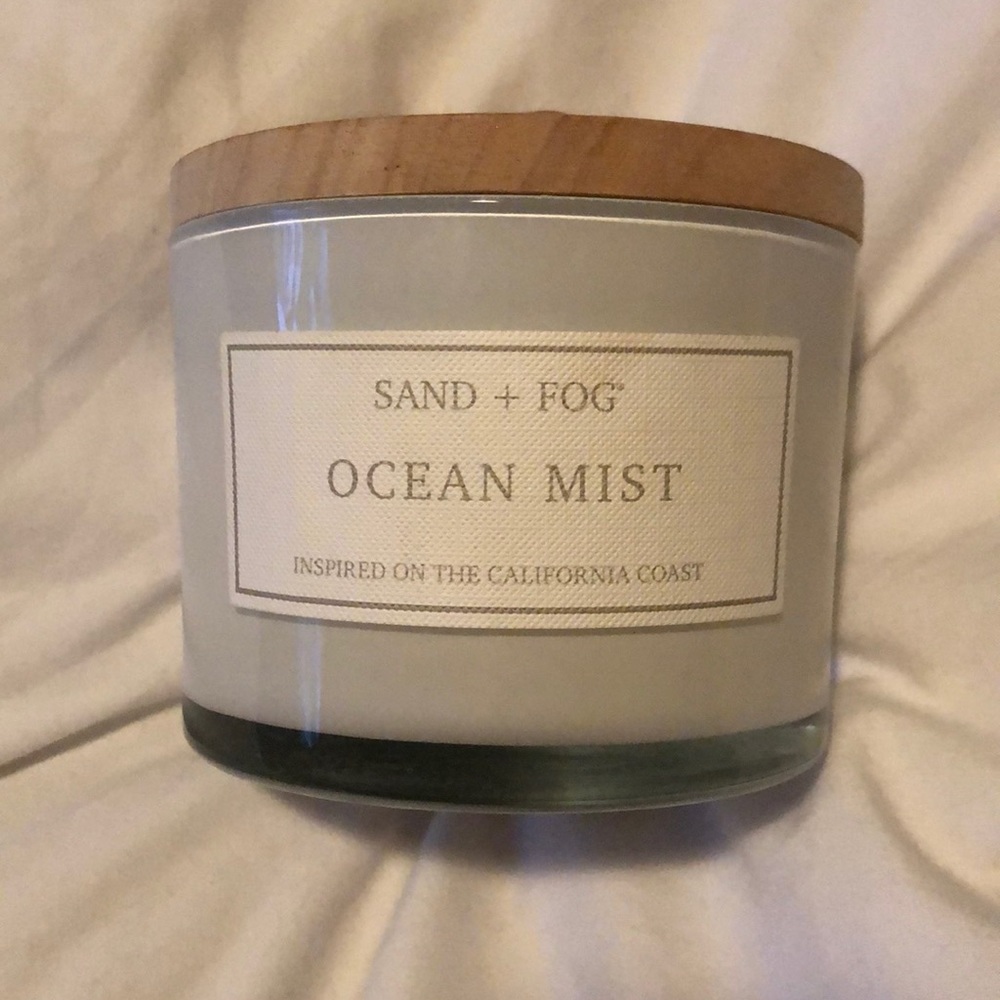 SAND + FOG®
OCEAN MIST
INSPIRED ON THE CALIFORNIA COAST